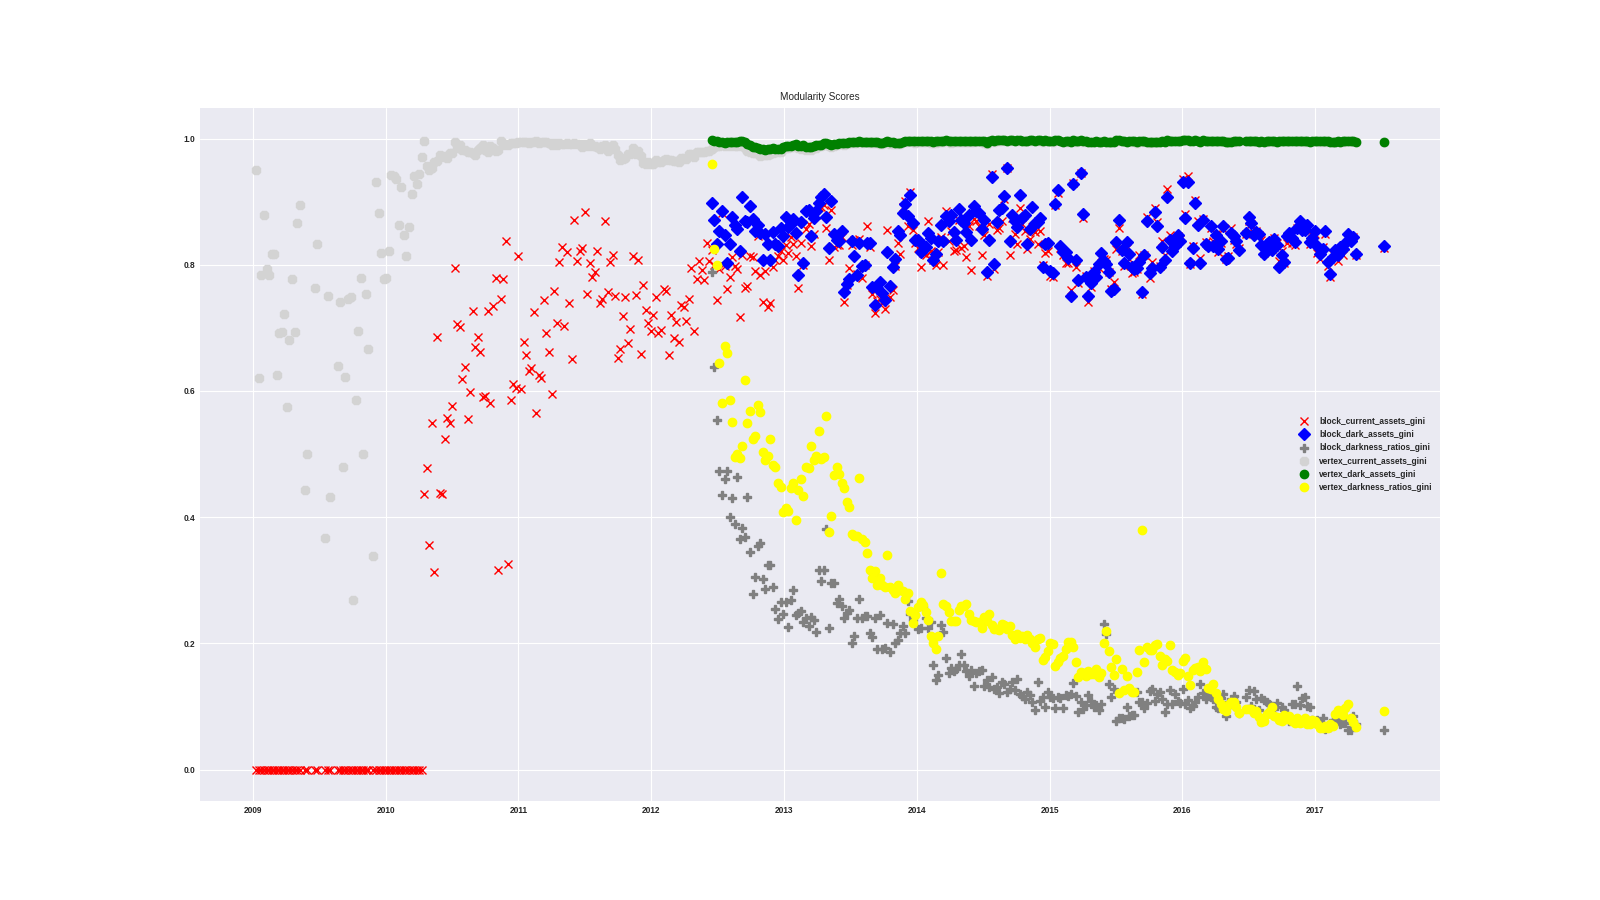 Modularity Scores
1.0
0.8
0.6
0.4
0.2
0.0
2009 2010 2011 2012 2013 2014 2015 2016 2017
block_current_assets_gini
block_dark_assets_gini
block_darkness_ratios_gini
vertex_current_assets_gini
vertex_dark_assets_gini
vertex_darkness_ratios_gini